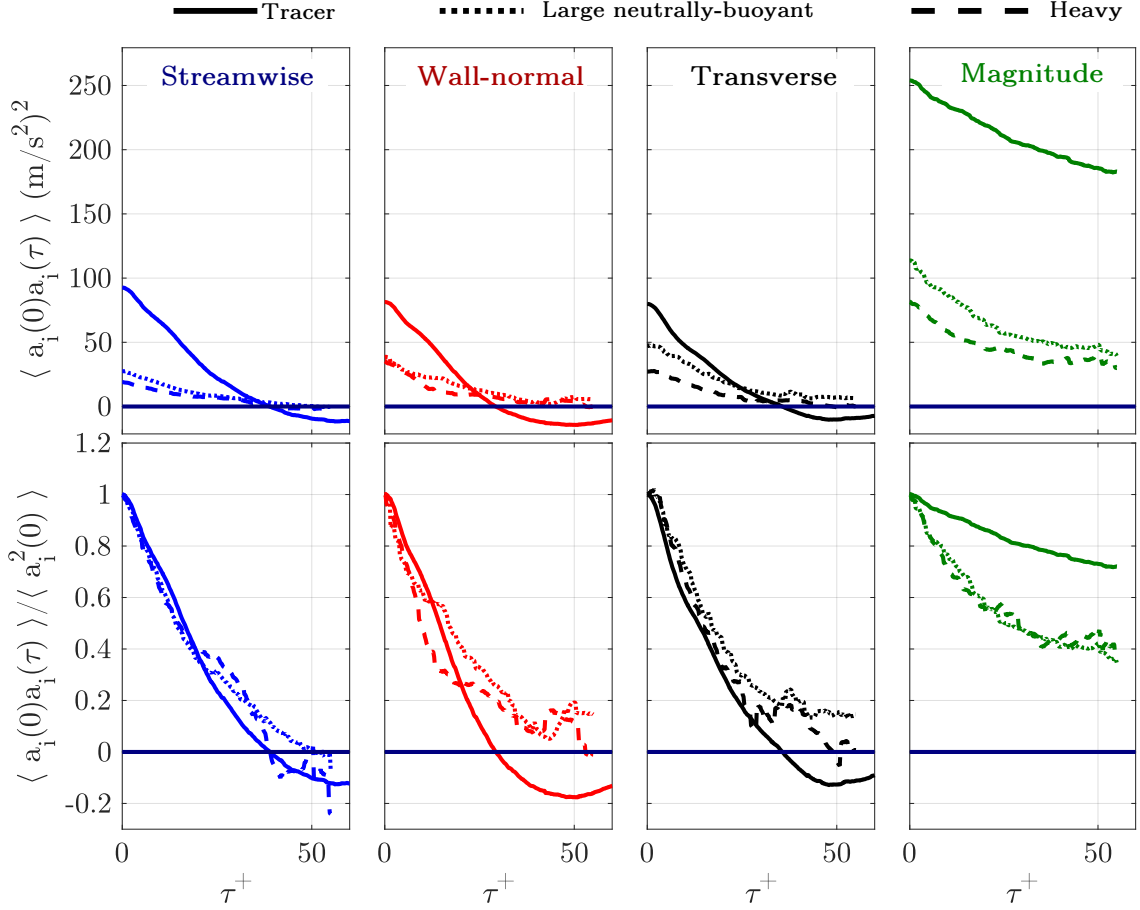 Tracer Large neutrally-buoyant Heavy
Streamwise Wall-normal Transverse Magnitude
⟨ a_i(0)a_i(τ) ⟩ (m/s²)²
250
200
150
100
50
0
⟨ a_i(0)a_i(τ) ⟩/⟨ a_i²(0) ⟩
1.2
1
0.8
0.6
0.4
0.2
0
-0.2
0 50 0 50 0 50 0 50
τ⁺ τ⁺ τ⁺ τ⁺